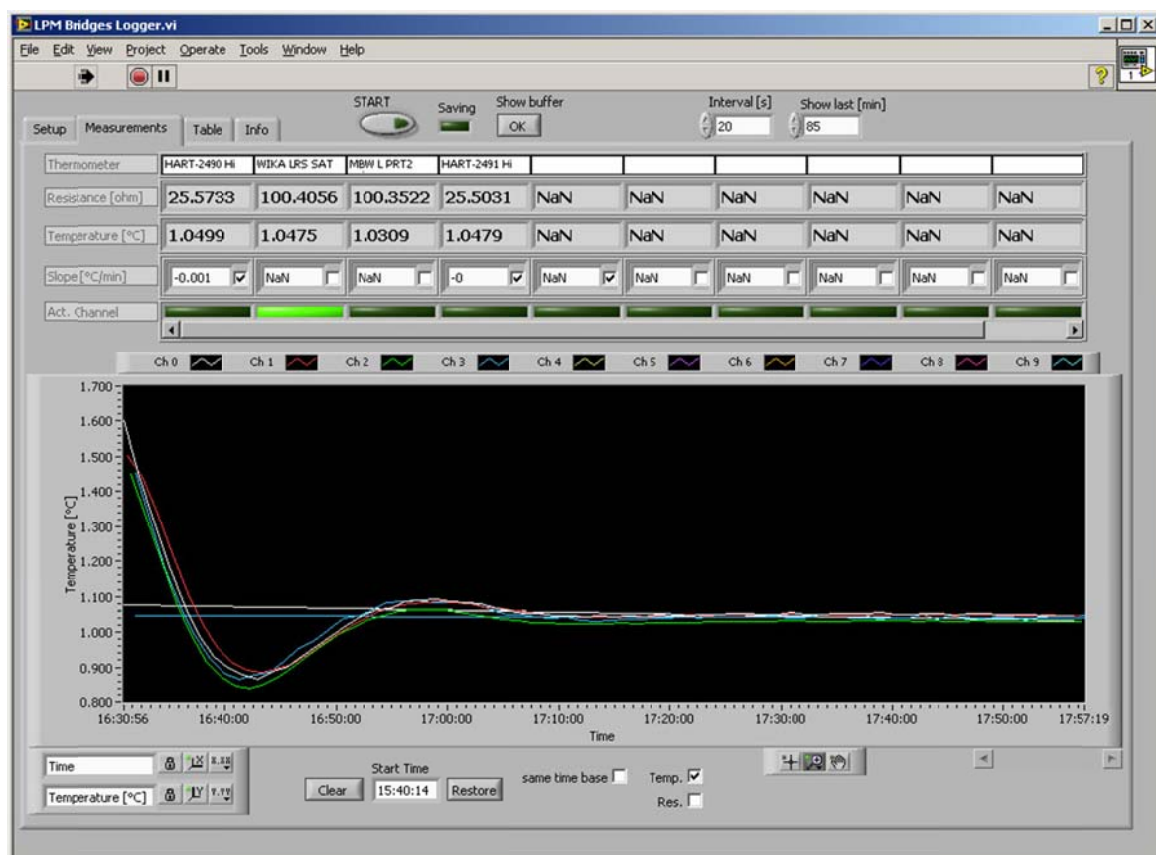 LPM Bridges Logger.vi
File Edit View Project Operate Tools Window Help
1
START Saving Show buffer Interval [s] Show last [min]
OK 20 85
Setup Measurements Table Info
Thermometer HART-2490 Hi WIKA LRS SAT MBW L PRT2 HART-2491 Hi
Resistance [ohm] 25.5733 100.4056 100.3522 25.5031 NaN NaN NaN NaN NaN NaN
Temperature [°C] 1.0499 1.0475 1.0309 1.0479 NaN NaN NaN NaN NaN NaN
Slope [°C/min] -0.001 NaN NaN -0 NaN NaN NaN NaN NaN NaN
Act. Channel
Ch 0 Ch 1 Ch 2 Ch 3 Ch 4 Ch 5 Ch 6 Ch 7 Ch 8 Ch 9
1.700
1.600
1.500
1.400
1.300
1.200
1.100
1.000
0.900
0.800
Temperature [°C]
16:30:56 16:40:00 16:50:00 17:00:00 17:10:00 17:20:00 17:30:00 17:40:00 17:50:00 17:57:19
Time
Time X X.XX
Temperature [°C] Y Y.YY
Start Time
Clear 15:40:14 Restore
same time base Temp.
Res.